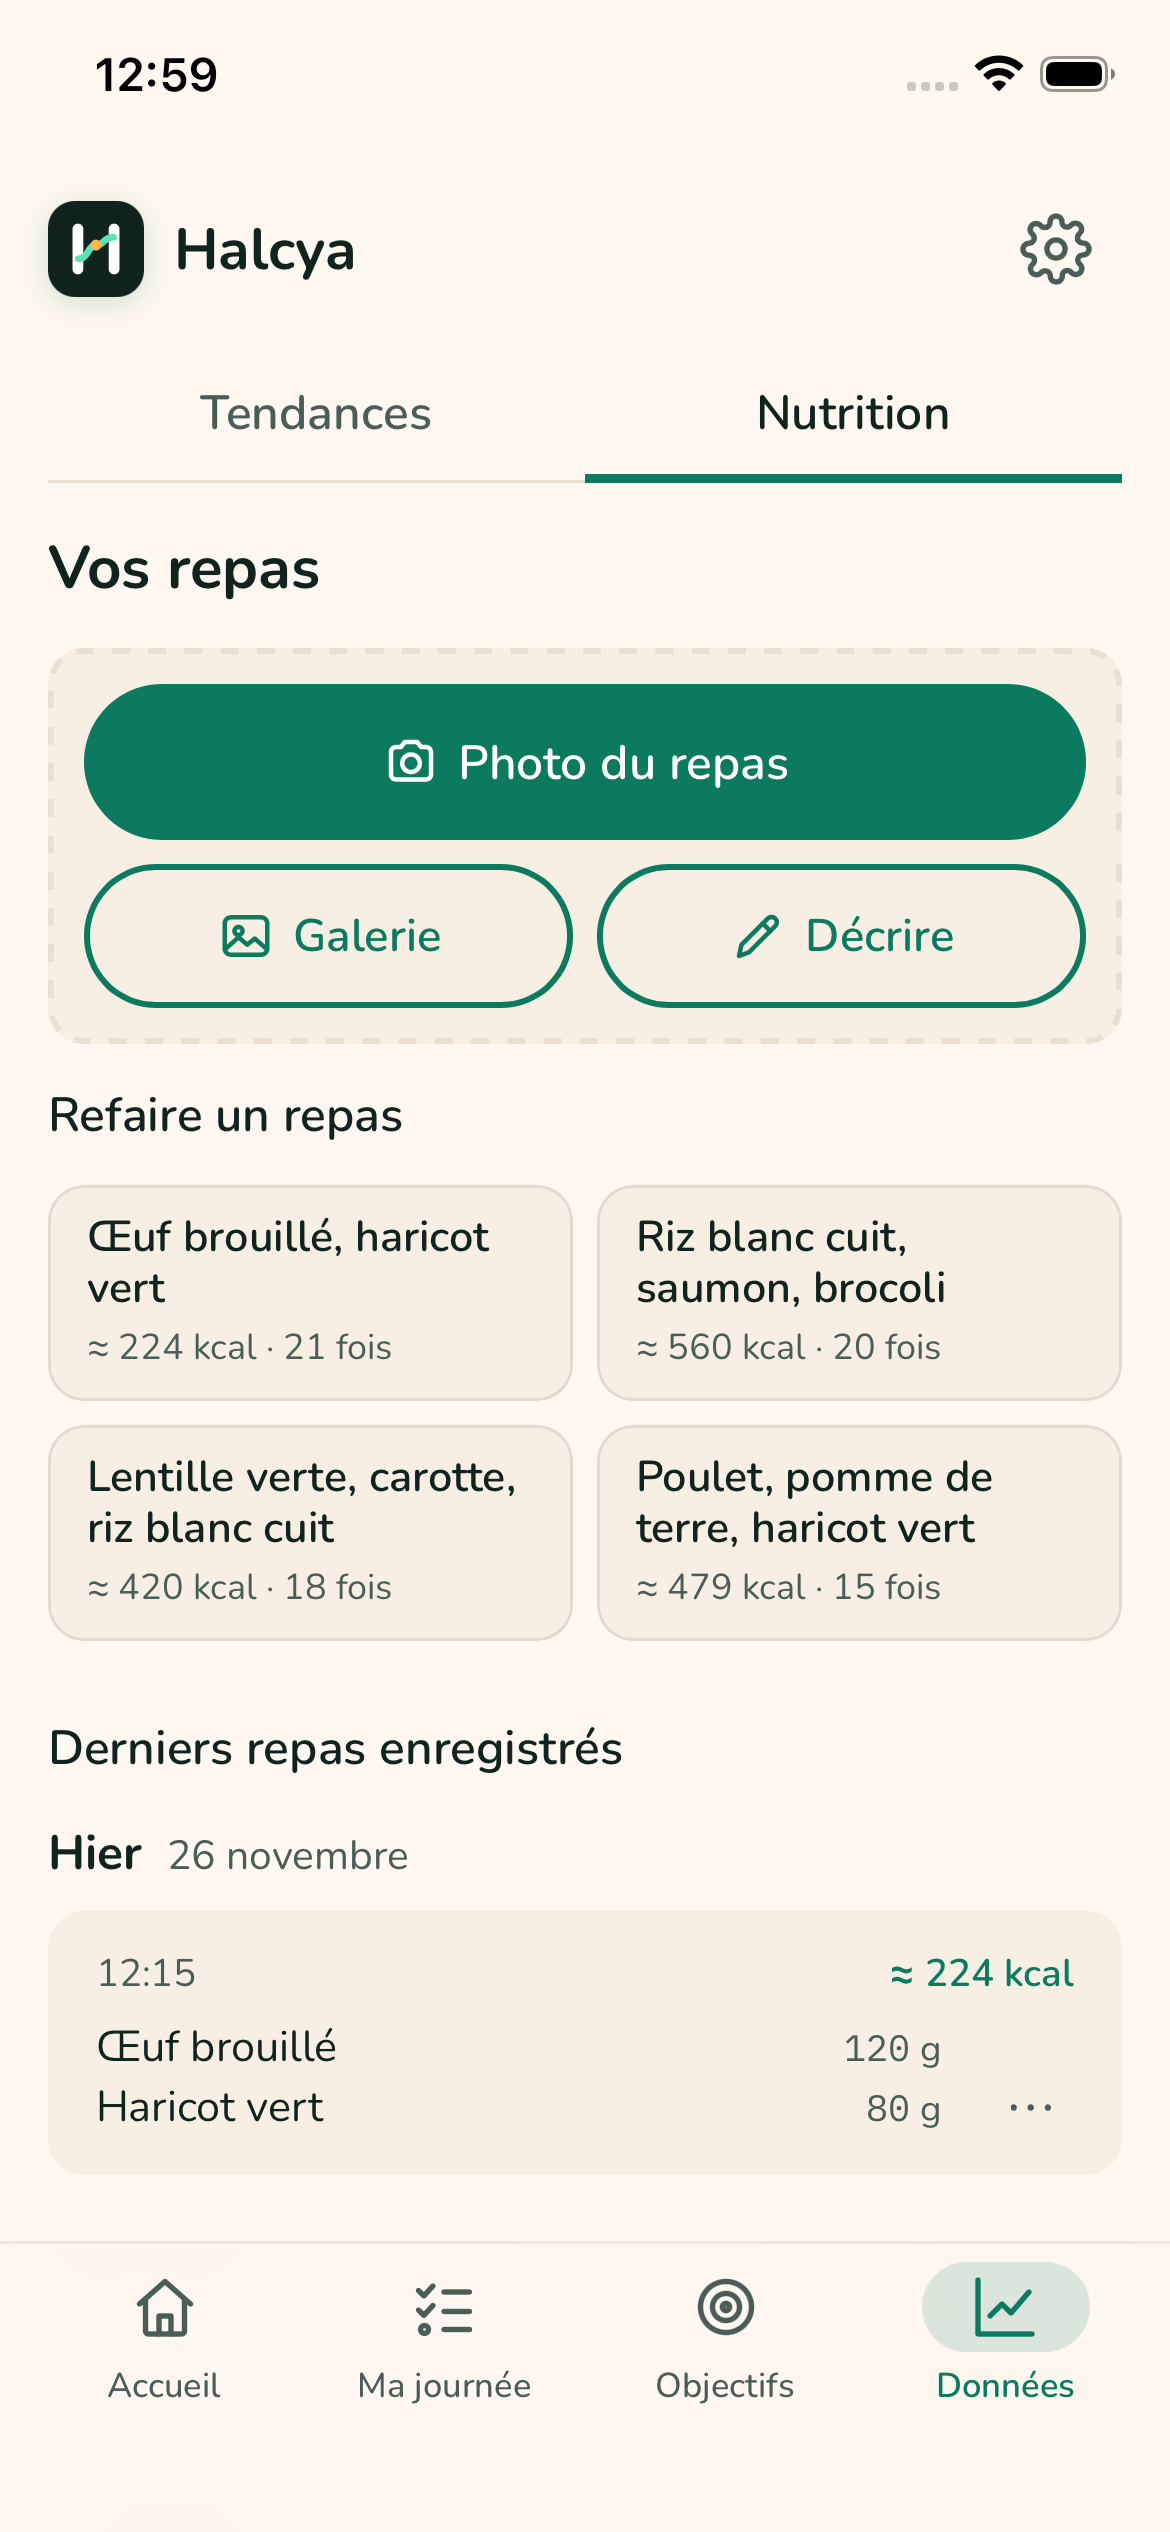 12:59
Halcya
Tendances
Nutrition
Vos repas
Photo du repas
Galerie
Décrire
Refaire un repas
Œuf brouillé, haricot
vert
≈ 224 kcal · 21 fois
Riz blanc cuit,
saumon, brocoli
≈ 560 kcal · 20 fois
Lentille verte, carotte,
riz blanc cuit
≈ 420 kcal · 18 fois
Poulet, pomme de
terre, haricot vert
≈ 479 kcal · 15 fois
Derniers repas enregistrés
Hier 26 novembre
12:15 ≈ 224 kcal
Œuf brouillé 120 g
Haricot vert 80 g
Accueil
Ma journée
Objectifs
Données